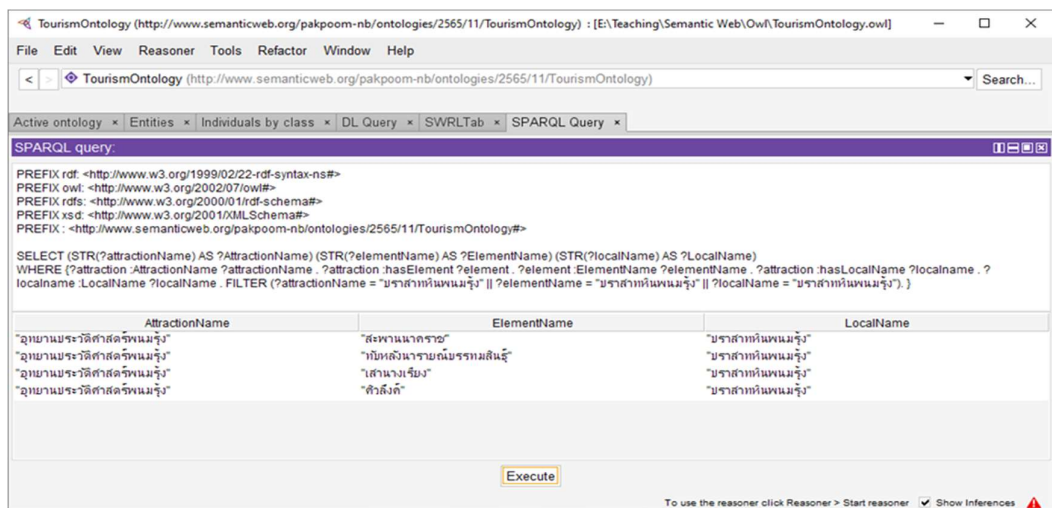 TourismOntology (http://www.semanticweb.org/pakpoom-nb/ontologies/2565/11/TourismOntology) : [E:\Teaching\Semantic Web\Owl\TourismOntology.owl]
File Edit View Reasoner Tools Refactor Window Help
< > TourismOntology (http://www.semanticweb.org/pakpoom-nb/ontologies/2565/11/TourismOntology) Search...
Active ontology × Entities × Individuals by class × DL Query × SWRLTab × SPARQL Query ×
SPARQL query:
PREFIX rdf: <http://www.w3.org/1999/02/22-rdf-syntax-ns#>
PREFIX owl: <http://www.w3.org/2002/07/owl#>
PREFIX rdfs: <http://www.w3.org/2000/01/rdf-schema#>
PREFIX xsd: <http://www.w3.org/2001/XMLSchema#>
PREFIX : <http://www.semanticweb.org/pakpoom-nb/ontologies/2565/11/TourismOntology#>
SELECT (STR(?attractionName) AS ?AttractionName) (STR(?elementName) AS ?ElementName) (STR(?localName) AS ?LocalName)
WHERE {?attraction :AttractionName ?attractionName . ?attraction :hasElement ?element . ?element :ElementName ?elementName . ?attraction :hasLocalName ?localname . ?
localname :LocalName ?localName . FILTER (?attractionName = "ปราสาทหินพนมรุ้ง" || ?elementName = "ปราสาทหินพนมรุ้ง" || ?localName = "ปราสาทหินพนมรุ้ง"). }
AttractionName ElementName LocalName
"อุทยานประวัติศาสตร์พนมรุ้ง" "สะพานนาคราช" "ปราสาทหินพนมรุ้ง"
"อุทยานประวัติศาสตร์พนมรุ้ง" "ทับหลังนารายณ์บรรทมสินธุ์" "ปราสาทหินพนมรุ้ง"
"อุทยานประวัติศาสตร์พนมรุ้ง" "เสานางเรียง" "ปราสาทหินพนมรุ้ง"
"อุทยานประวัติศาสตร์พนมรุ้ง" "ศิวลึงค์" "ปราสาทหินพนมรุ้ง"
Execute
To use the reasoner click Reasoner > Start reasoner Show Inferences